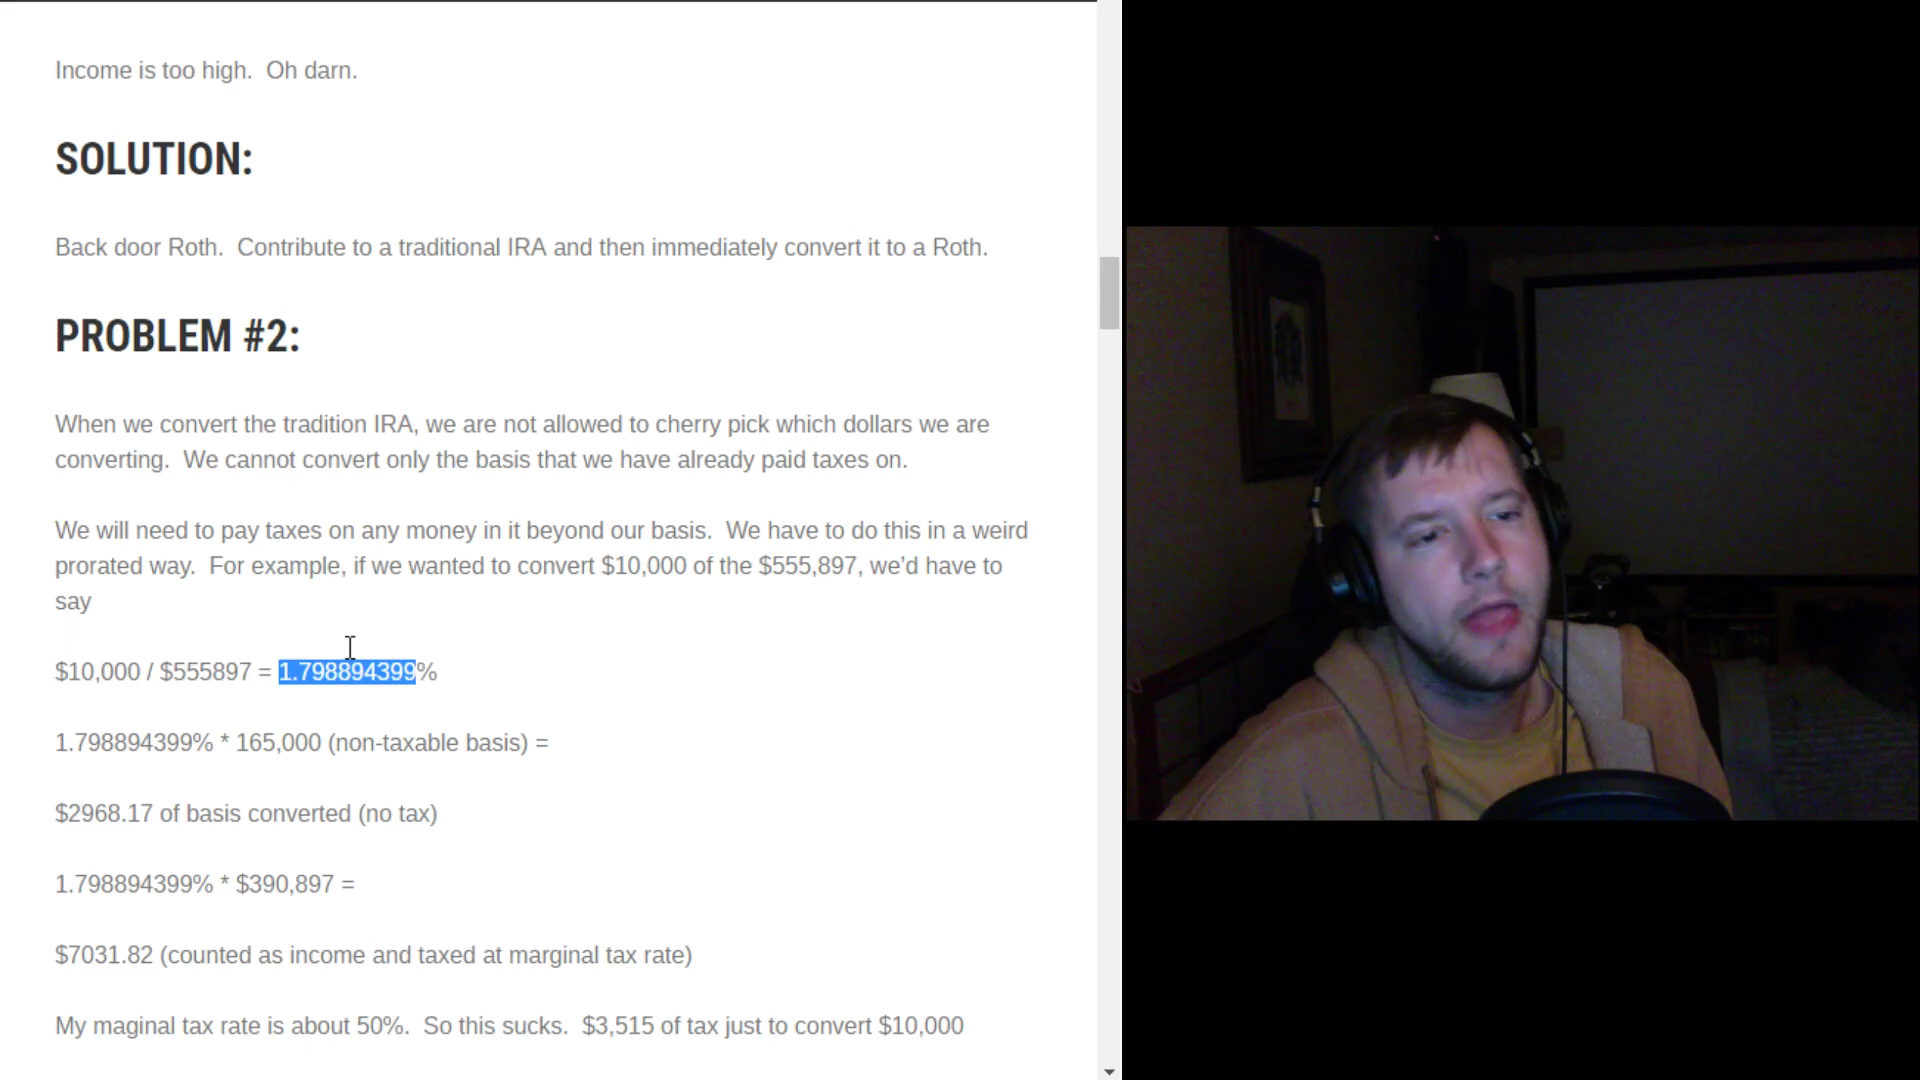 Income is too high.  Oh darn.
SOLUTION:
Back door Roth.  Contribute to a traditional IRA and then immediately convert it to a Roth.
PROBLEM #2:
When we convert the tradition IRA, we are not allowed to cherry pick which dollars we are
converting.  We cannot convert only the basis that we have already paid taxes on.
We will need to pay taxes on any money in it beyond our basis.  We have to do this in a weird
prorated way.  For example, if we wanted to convert $10,000 of the $555,897, we'd have to
say
$10,000 / $555897 = 1.798894399%
1.798894399% * 165,000 (non-taxable basis) =
$2968.17 of basis converted (no tax)
1.798894399% * $390,897 =
$7031.82 (counted as income and taxed at marginal tax rate)
My maginal tax rate is about 50%.  So this sucks.  $3,515 of tax just to convert $10,000